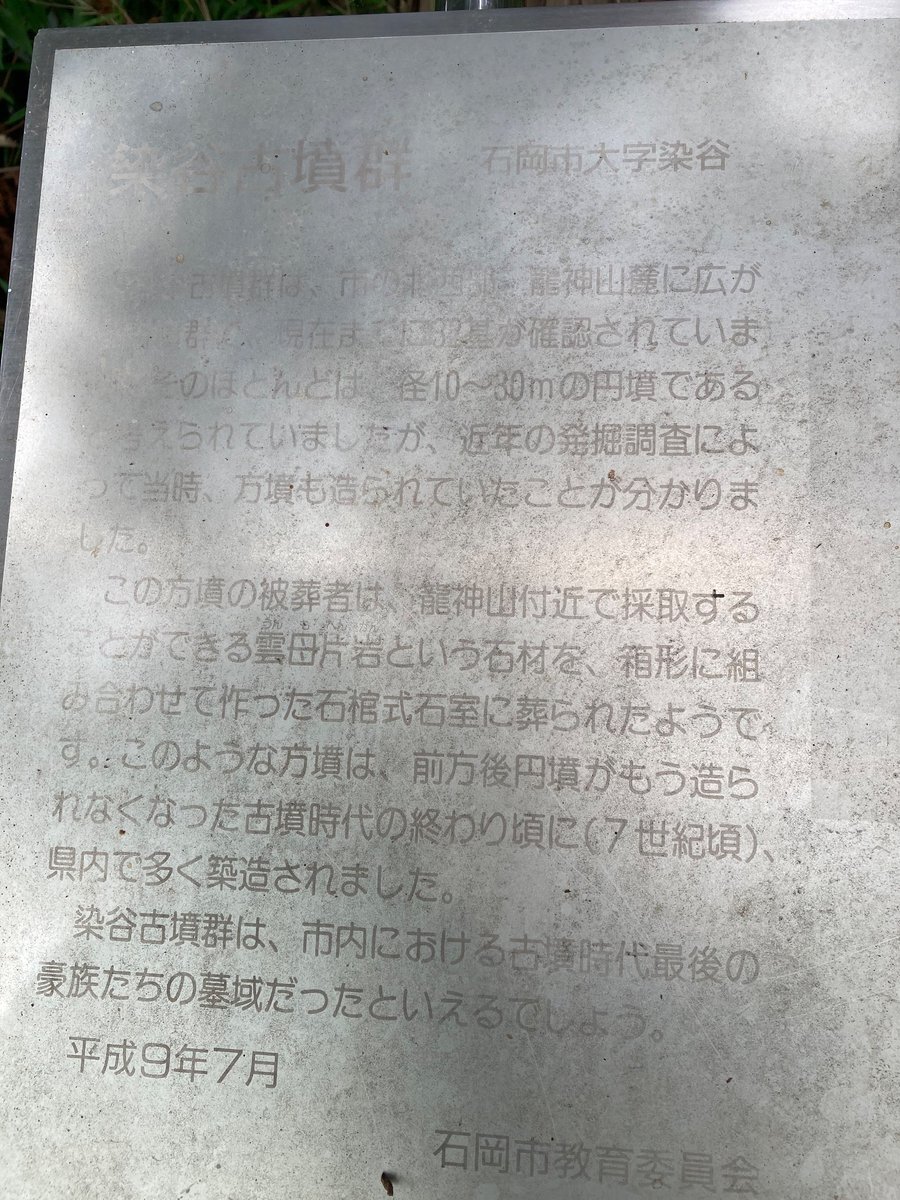 染谷古墳群 石岡市大字染谷
古墳群は、市の北西部、龍神山麓に広が
群で、現在までに32基が確認されていま
そのほとんどは、径10〜30mの円墳である
と考えられていましたが、近年の発掘調査によ
って当時、方墳も造られていたことが分かりま
した。
この方墳の被葬者は、龍神山付近で採取する
ことができる雲母片岩という石材を、箱形に組
み合わせて作った石棺式石室に葬られたようで
す。このような方墳は、前方後円墳がもう造ら
れなくなった古墳時代の終わり頃に(7世紀頃)、
県内で多く築造されました。
染谷古墳群は、市内における古墳時代最後の
豪族たちの墓域だったといえるでしょう。
平成9年7月
石岡市教育委員会